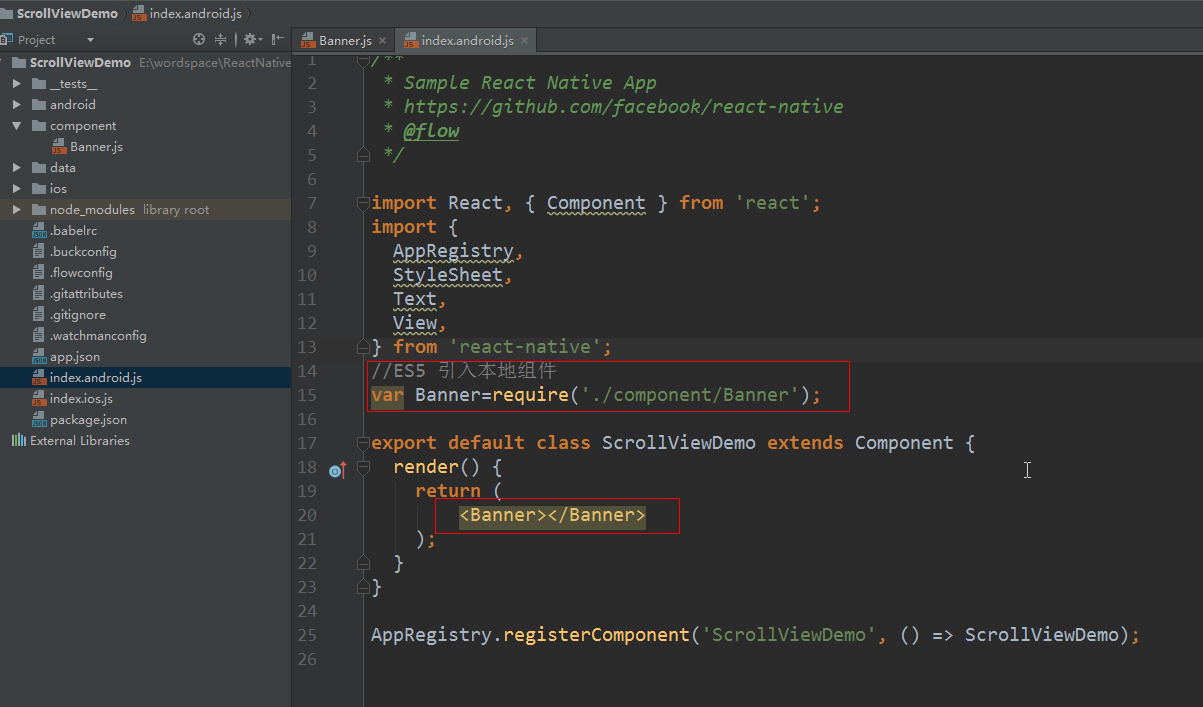 ScrollViewDemo index.android.js
Project
Banner.js index.android.js
ScrollViewDemo E:\wordspace\ReactNative
__tests__
android
component
Banner.js
data
ios
node_modules library root
.babelrc
.buckconfig
.flowconfig
.gitattributes
.gitignore
.watchmanconfig
app.json
index.android.js
index.ios.js
package.json
External Libraries
1 /**
2 * Sample React Native App
3 * https://github.com/facebook/react-native
4 * @flow
5 */
6
7 import React, { Component } from 'react';
8 import {
9 AppRegistry,
10 StyleSheet,
11 Text,
12 View,
13 } from 'react-native';
14 //ES5 引入本地组件
15 var Banner=require('./component/Banner');
16
17 export default class ScrollViewDemo extends Component {
18 render() {
19 return (
20 <Banner></Banner>
21 );
22 }
23 }
24
25 AppRegistry.registerComponent('ScrollViewDemo', () => ScrollViewDemo);
26